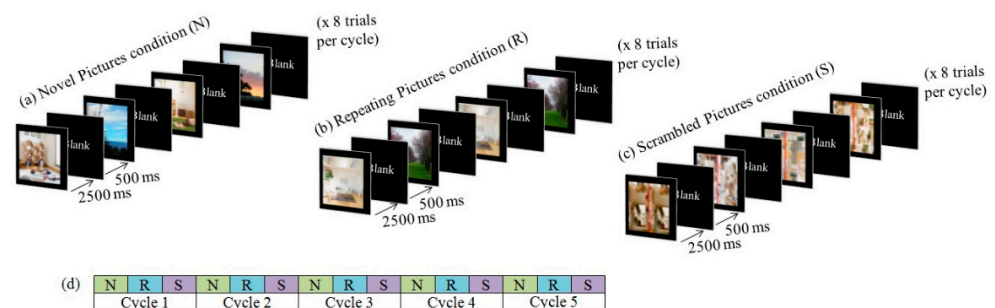 (a) Novel Pictures condition (N)
Blank
Blank
Blank
Blank
2500 ms
500 ms
(x 8 trials
per cycle)
(b) Repeating Pictures condition (R)
Blank
Blank
Blank
Blank
2500 ms
500 ms
(x 8 trials
per cycle)
(c) Scrambled Pictures condition (S)
Blank
Blank
Blank
Blank
2500 ms
500 ms
(x 8 trials
per cycle)
(d) N R S N R S N R S N R S N R S
Cycle 1 Cycle 2 Cycle 3 Cycle 4 Cycle 5